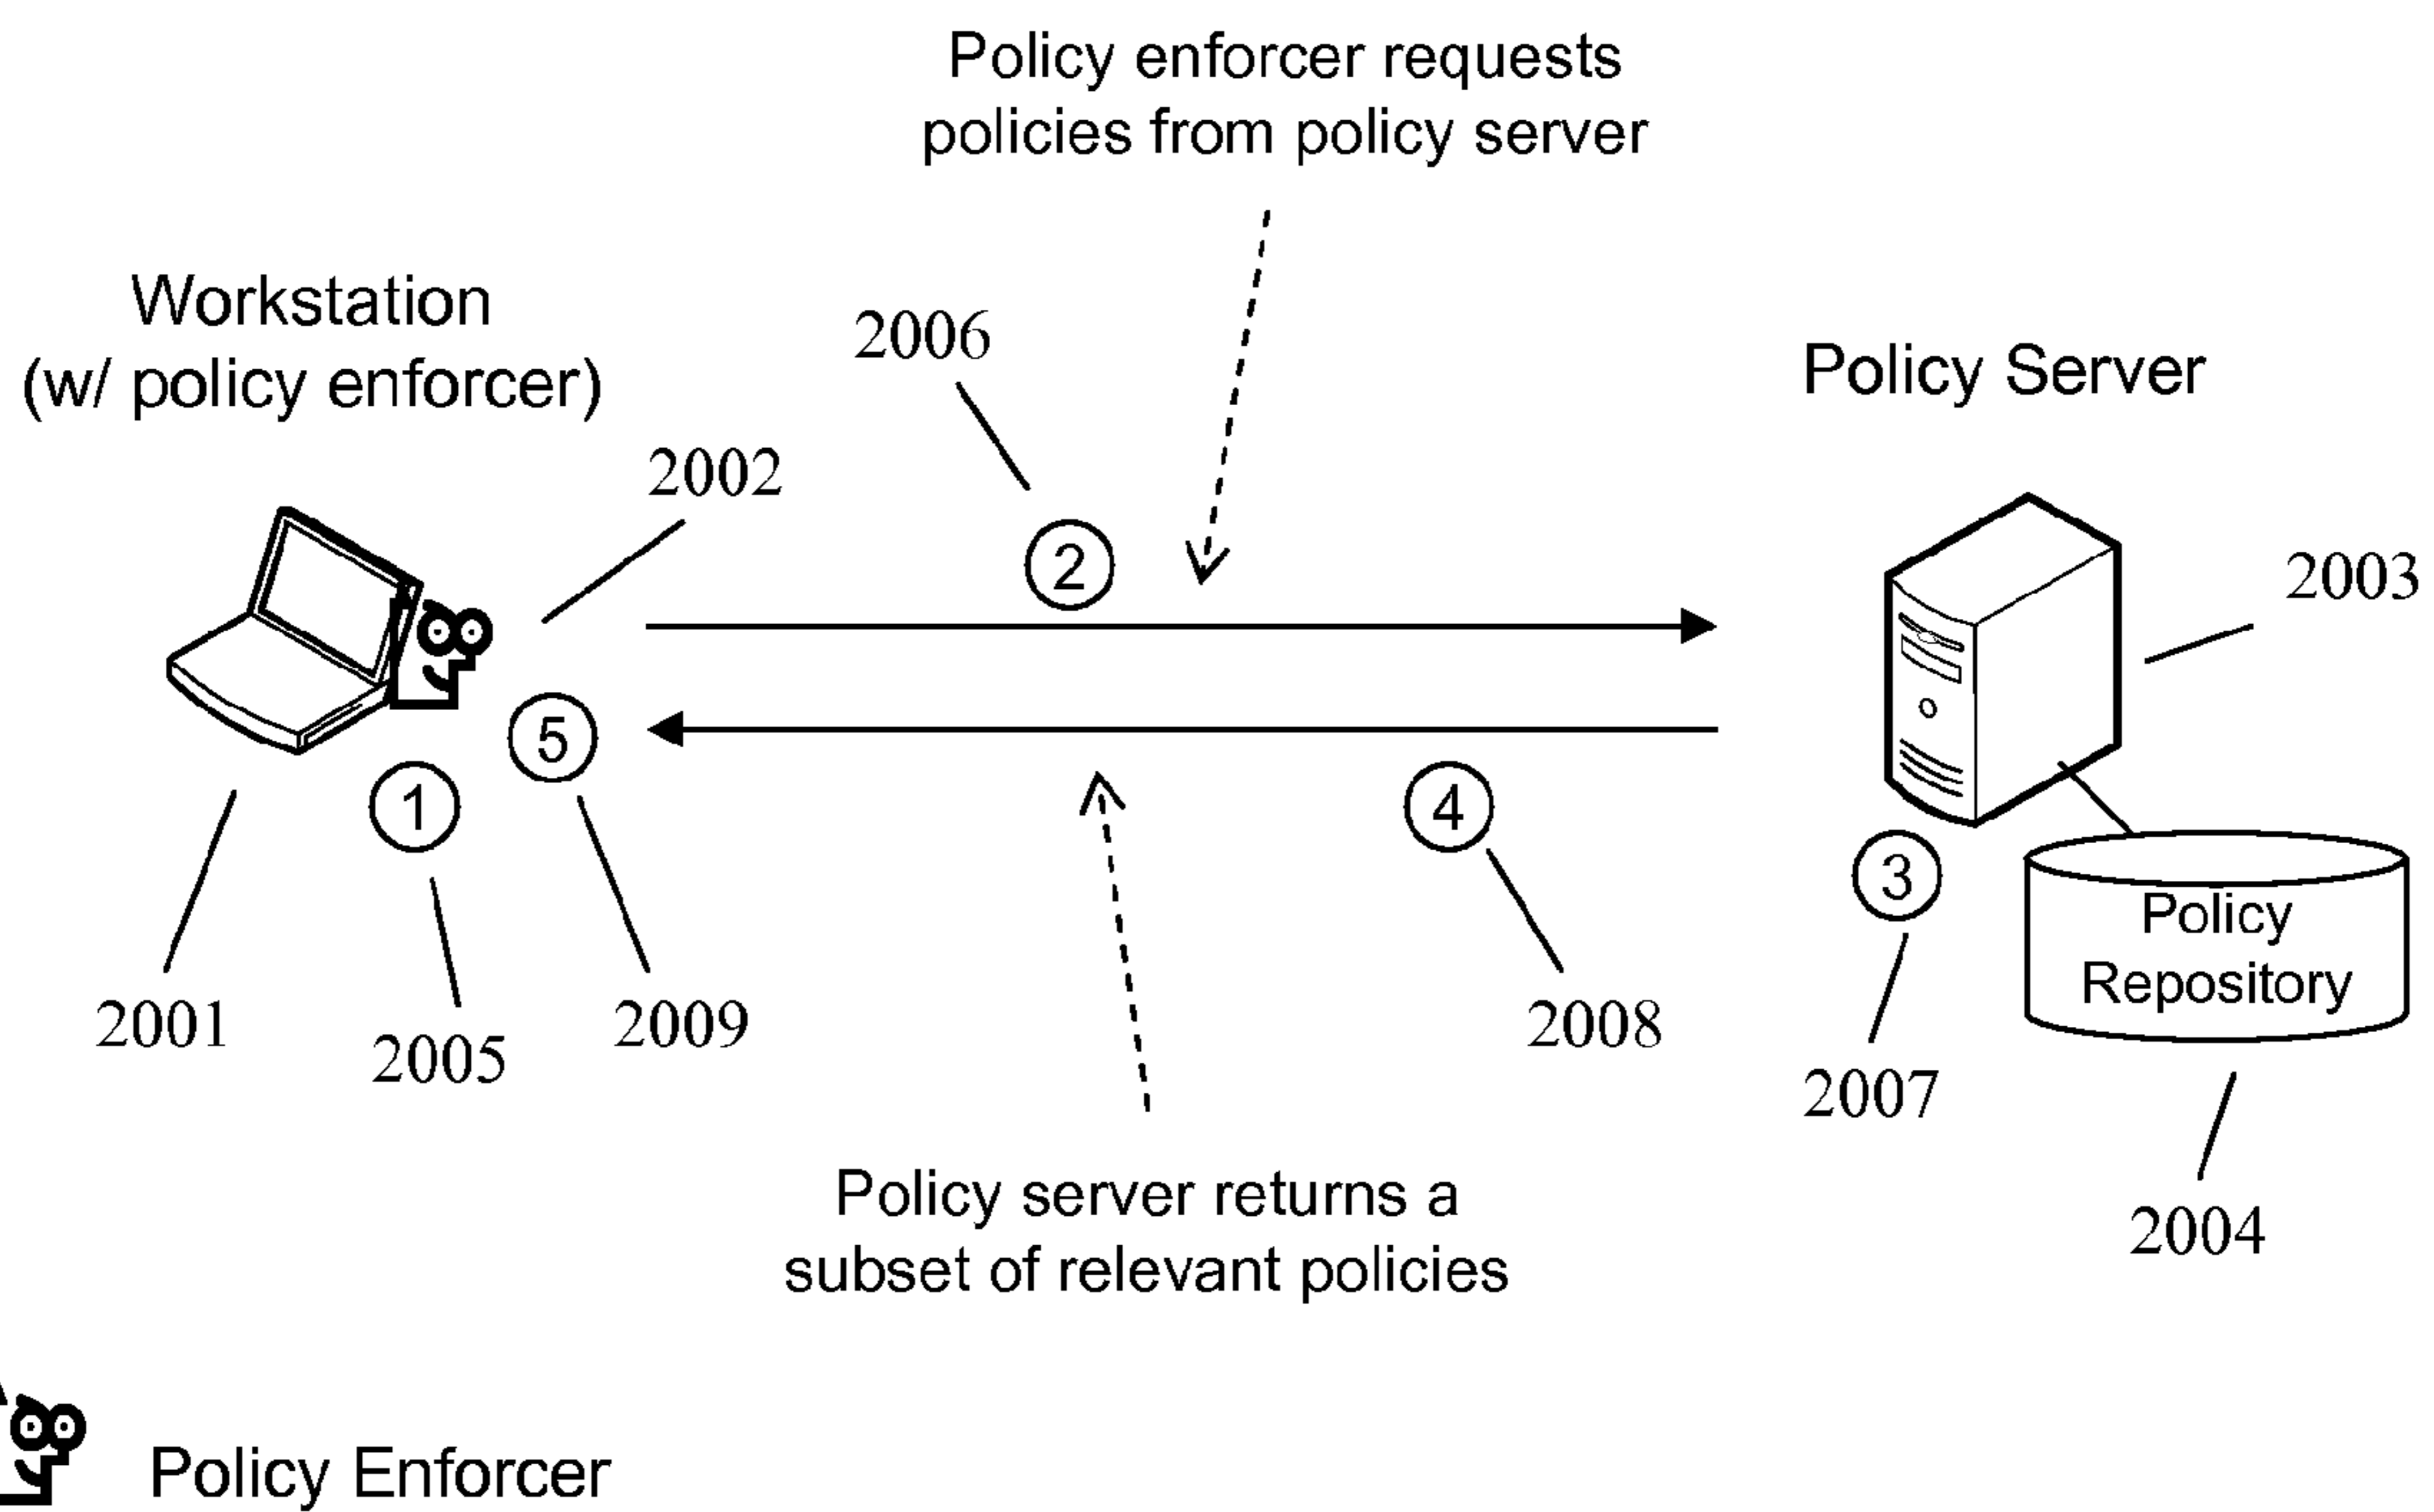 Policy enforcer requests
policies from policy server
Workstation
(w/ policy enforcer)
2006
Policy Server
2002
2
2003
5
1
4
3
Policy
Repository
2001
2005
2009
2008
2007
2004
Policy server returns a
subset of relevant policies
Policy Enforcer